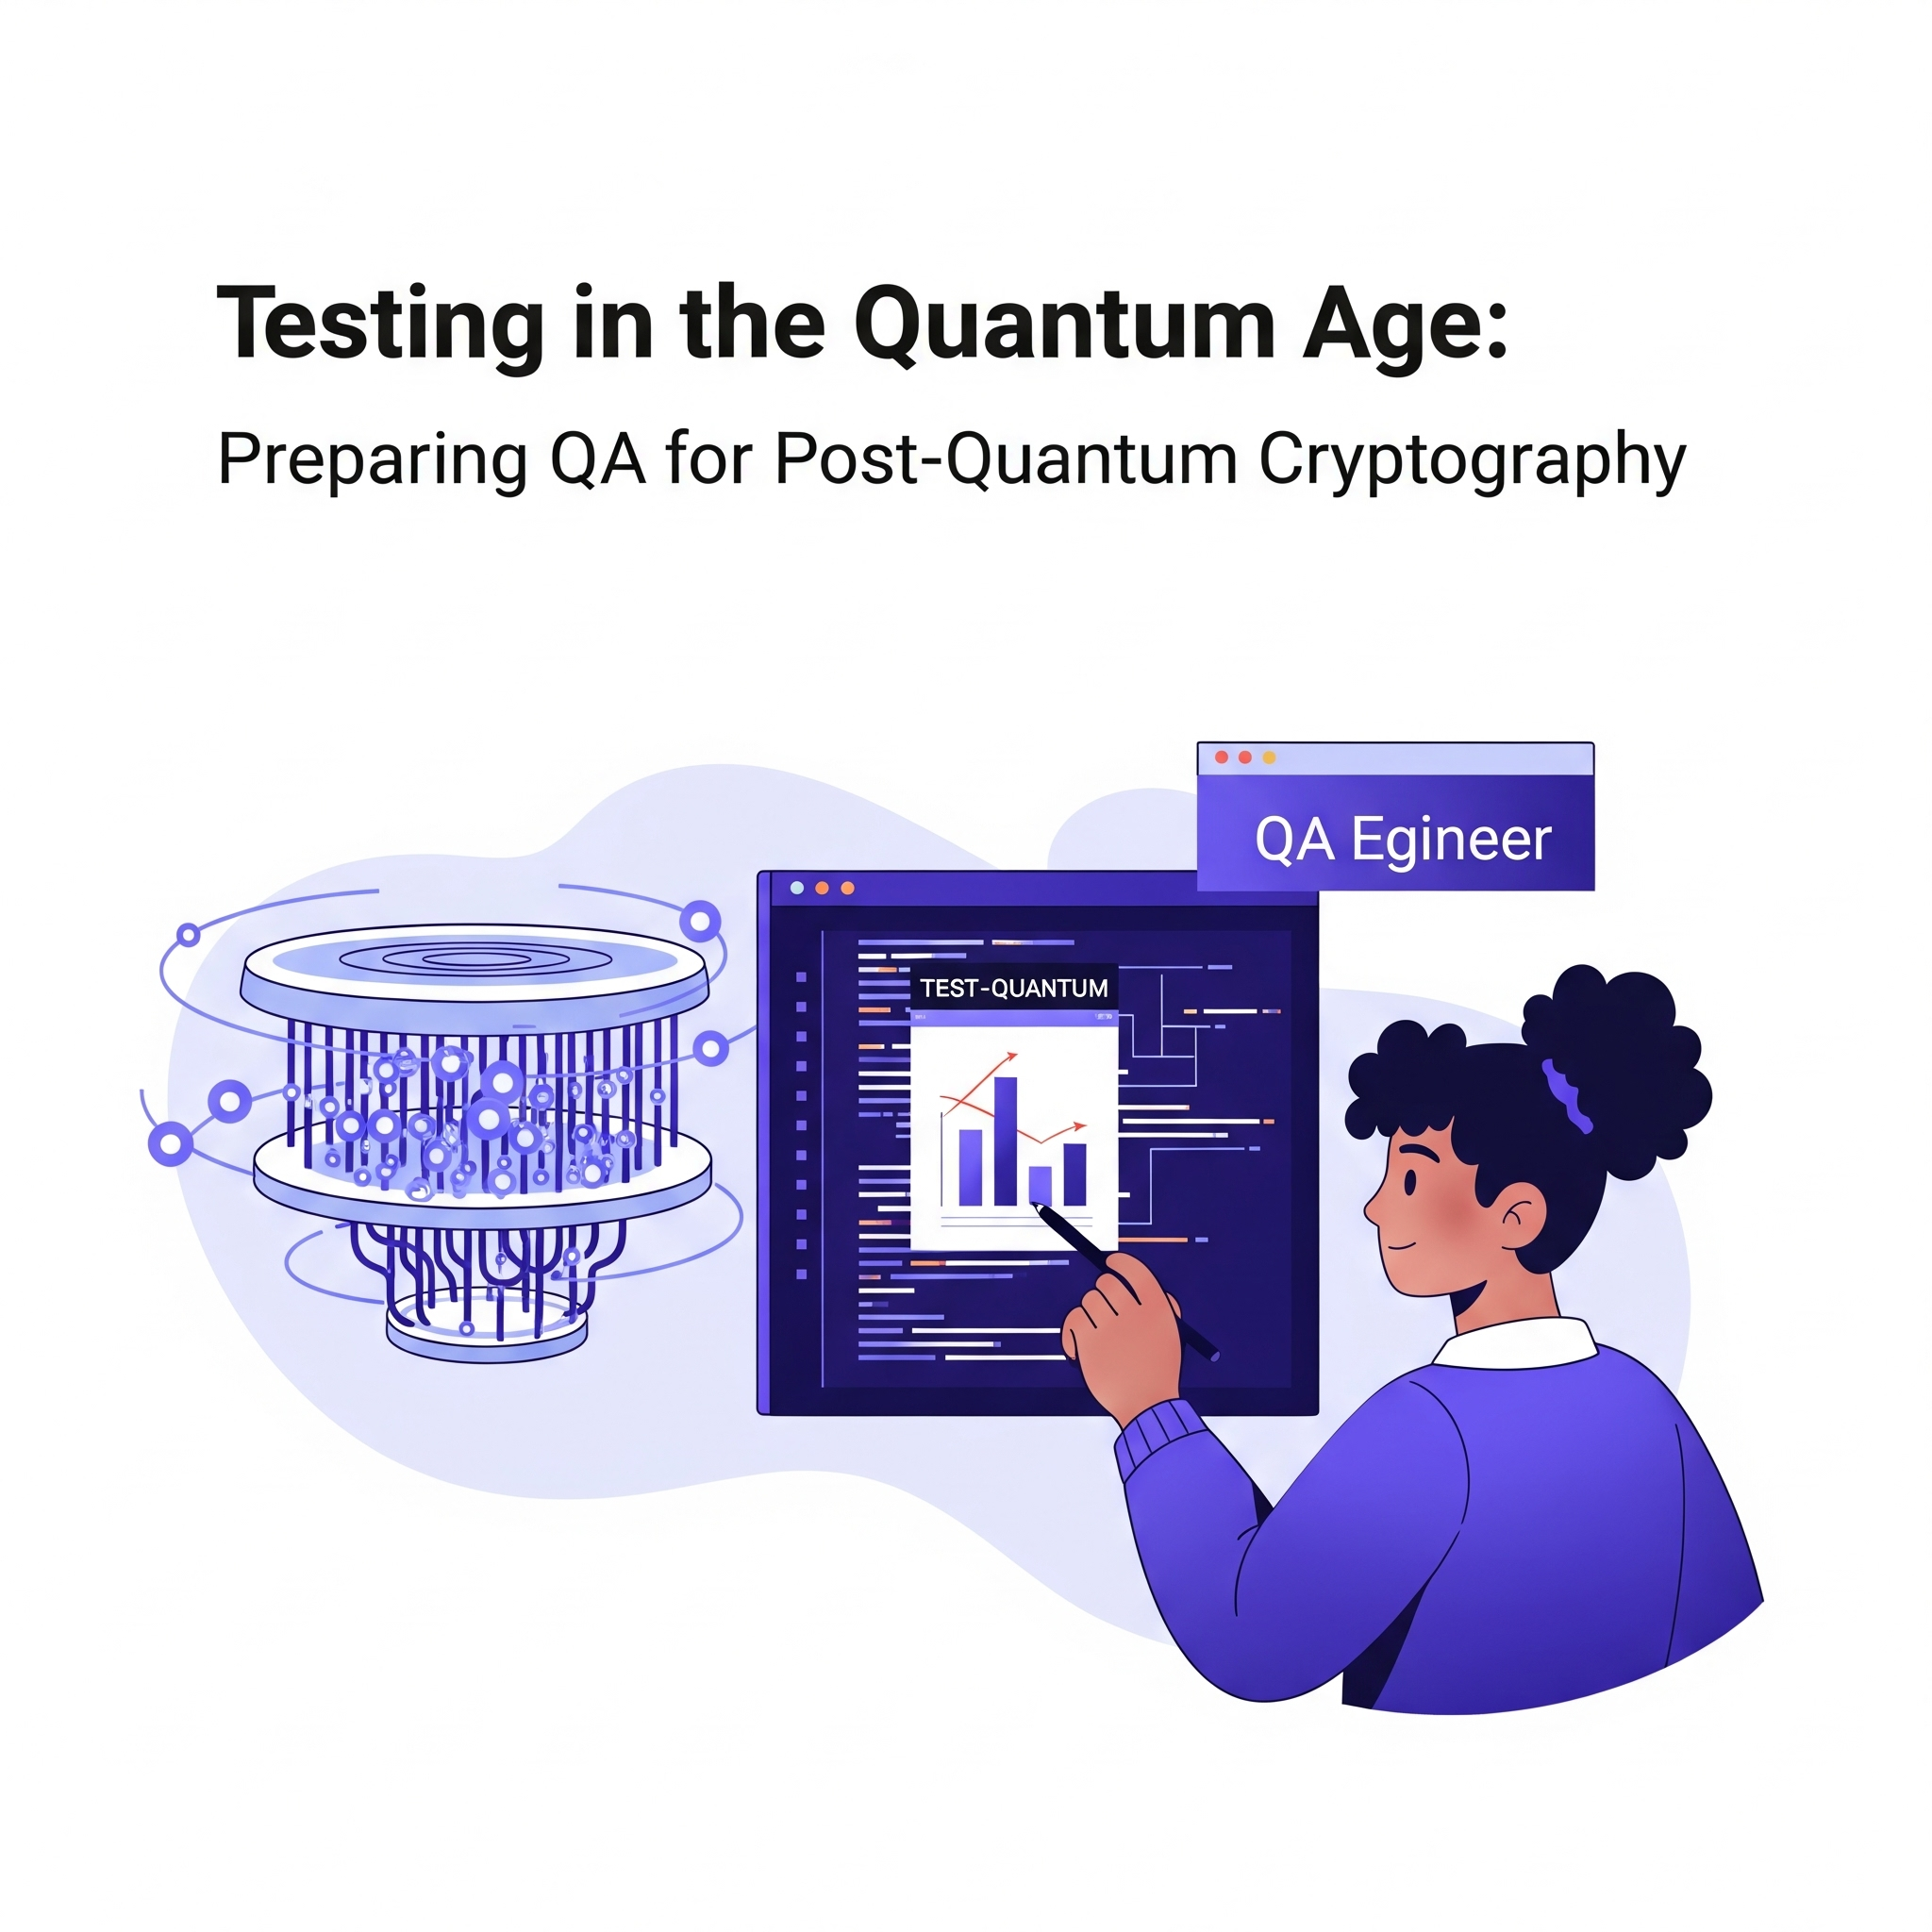 Testing in the Quantum Age:
Preparing QA for Post-Quantum Cryptography
QA Egineer
TEST-QUANTUM